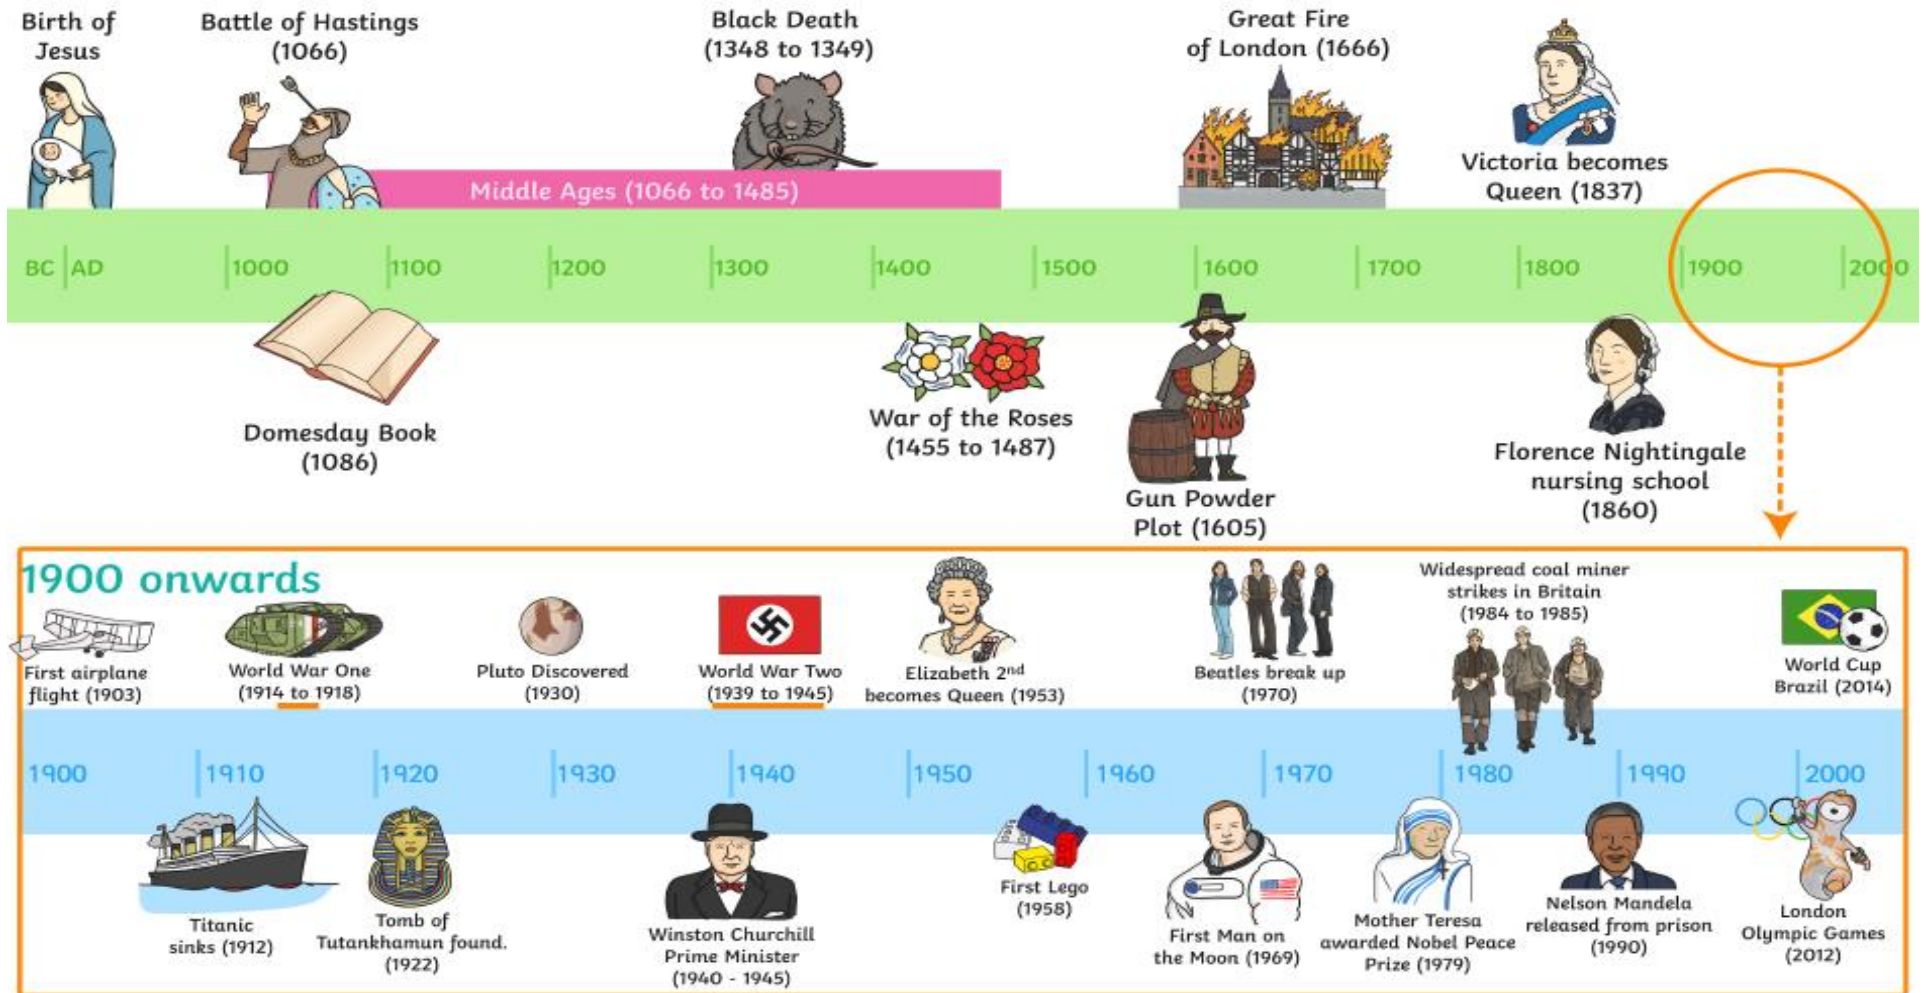 Birth of
Jesus
Battle of Hastings
(1066)
Black Death
(1348 to 1349)
Great Fire
of London (1666)
Victoria becomes
Queen (1837)
Middle Ages (1066 to 1485)
BC AD 1000 1100 1200 1300 1400 1500 1600 1700 1800 1900 2000
Domesday Book
(1086)
War of the Roses
(1455 to 1487)
Gun Powder
Plot (1605)
Florence Nightingale
nursing school
(1860)
1900 onwards
First airplane
flight (1903)
World War One
(1914 to 1918)
Pluto Discovered
(1930)
World War Two
(1939 to 1945)
Elizabeth 2nd
becomes Queen (1953)
Beatles break up
(1970)
Widespread coal miner
strikes in Britain
(1984 to 1985)
World Cup
Brazil (2014)
1900 1910 1920 1930 1940 1950 1960 1970 1980 1990 2000
Titanic
sinks (1912)
Tomb of
Tutankhamun found.
(1922)
Winston Churchill
Prime Minister
(1940 - 1945)
First Lego
(1958)
First Man on
the Moon (1969)
Mother Teresa
awarded Nobel Peace
Prize (1979)
Nelson Mandela
released from prison
(1990)
London
Olympic Games
(2012)